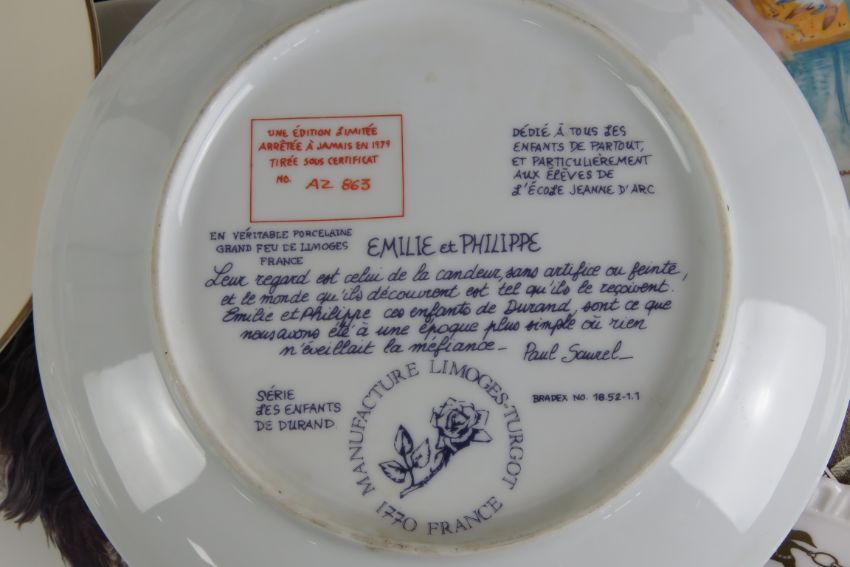 UNE ÉDITION LIMITÉE
ARRÊTÉE À JAMAIS EN 1979
TIRÉE SOUS CERTIFICAT
NO. AZ 863
DÉDIÉ À TOUS LES
ENFANTS DE PARTOUT,
ET PARTICULIÈREMENT
AUX ÉLÈVES DE
L'ÉCOLE JEANNE D'ARC
EN VÉRITABLE PORCELAINE
GRAND FEU DE LIMOGES
FRANCE
EMILIE et PHILIPPE
Leur regard est celui de la candeur, sans artifice ou feinte,
et le monde qu'ils découvrent est tel qu'ils le reçoivent.
Emilie et Philippe ces enfants de Durand, sont ce que
nous avons été à une époque plus simple où rien
n'éveillait la méfiance - Paul Saurel
SÉRIE
LES ENFANTS
DE DURAND
MANUFACTURE LIMOGES-TURGOT
1770 FRANCE
BRADEX NO. 18.52-1.1